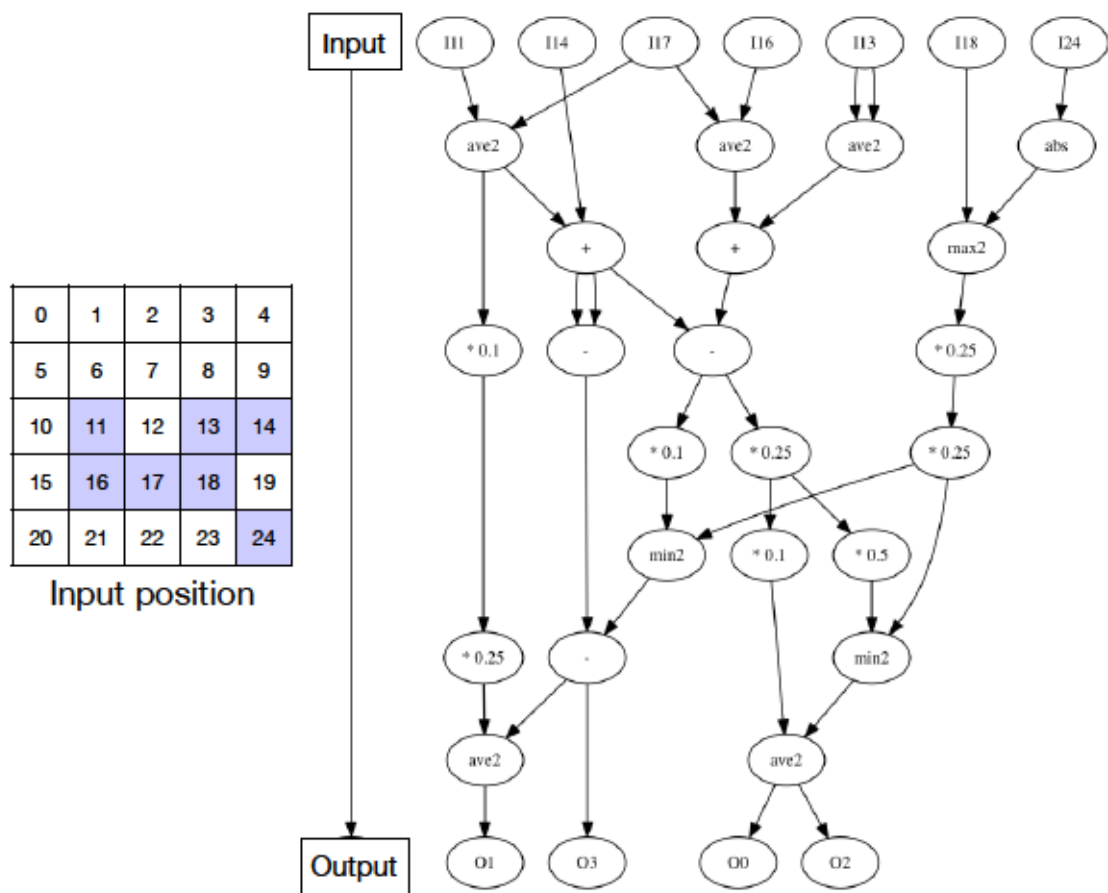 Input
I11 I14 I17 I16 I13 I18 I24
ave2 ave2 ave2 abs
+ + max2
* 0.1 - - * 0.25
* 0.1 * 0.25 * 0.25
min2 * 0.1 * 0.5
* 0.25 - min2
ave2 ave2
Output
O1 O3 O0 O2
0 1 2 3 4
5 6 7 8 9
10 11 12 13 14
15 16 17 18 19
20 21 22 23 24
Input position